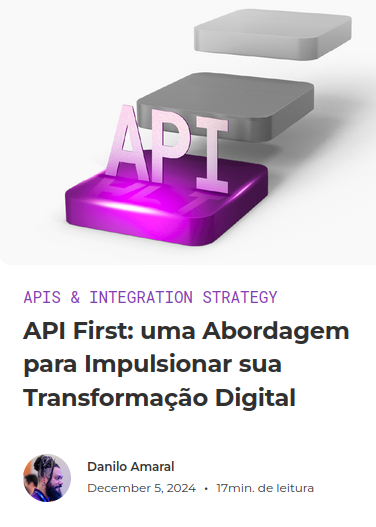 API
APIS & INTEGRATION STRATEGY
API First: uma Abordagem
para Impulsionar sua
Transformação Digital
Danilo Amaral
December 5, 2024 • 17min. de leitura